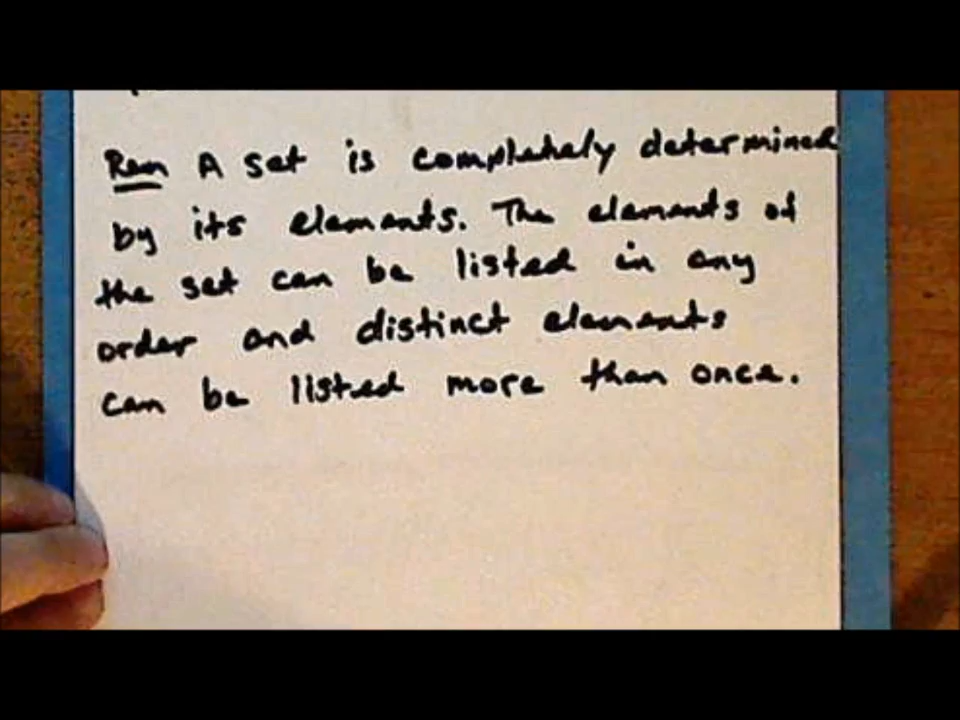 Rem A set is completely determined
by its elements. The elements of
the set can be listed in any
order and distinct elements
can be listed more than once.